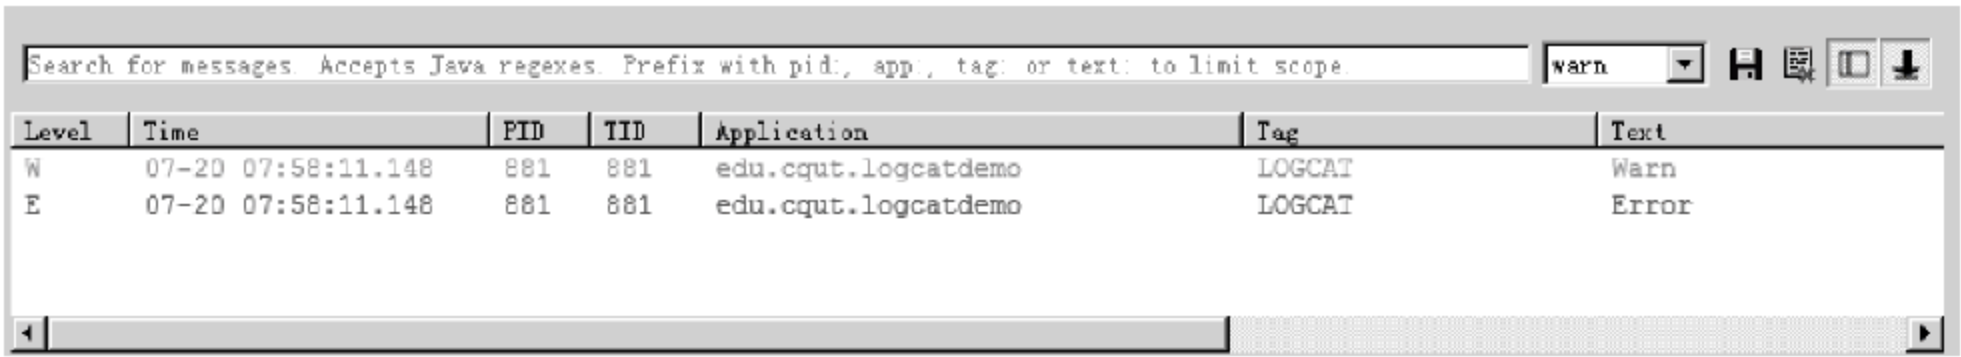 Search for messages. Accepts Java regexes. Prefix with pid:, app:, tag: or text: to limit scope. warn
Level Time PID TID Application Tag Text
W 07-20 07:58:11.148 881 881 edu.cqut.logcatdemo LOGCAT Warn
E 07-20 07:58:11.148 881 881 edu.cqut.logcatdemo LOGCAT Error